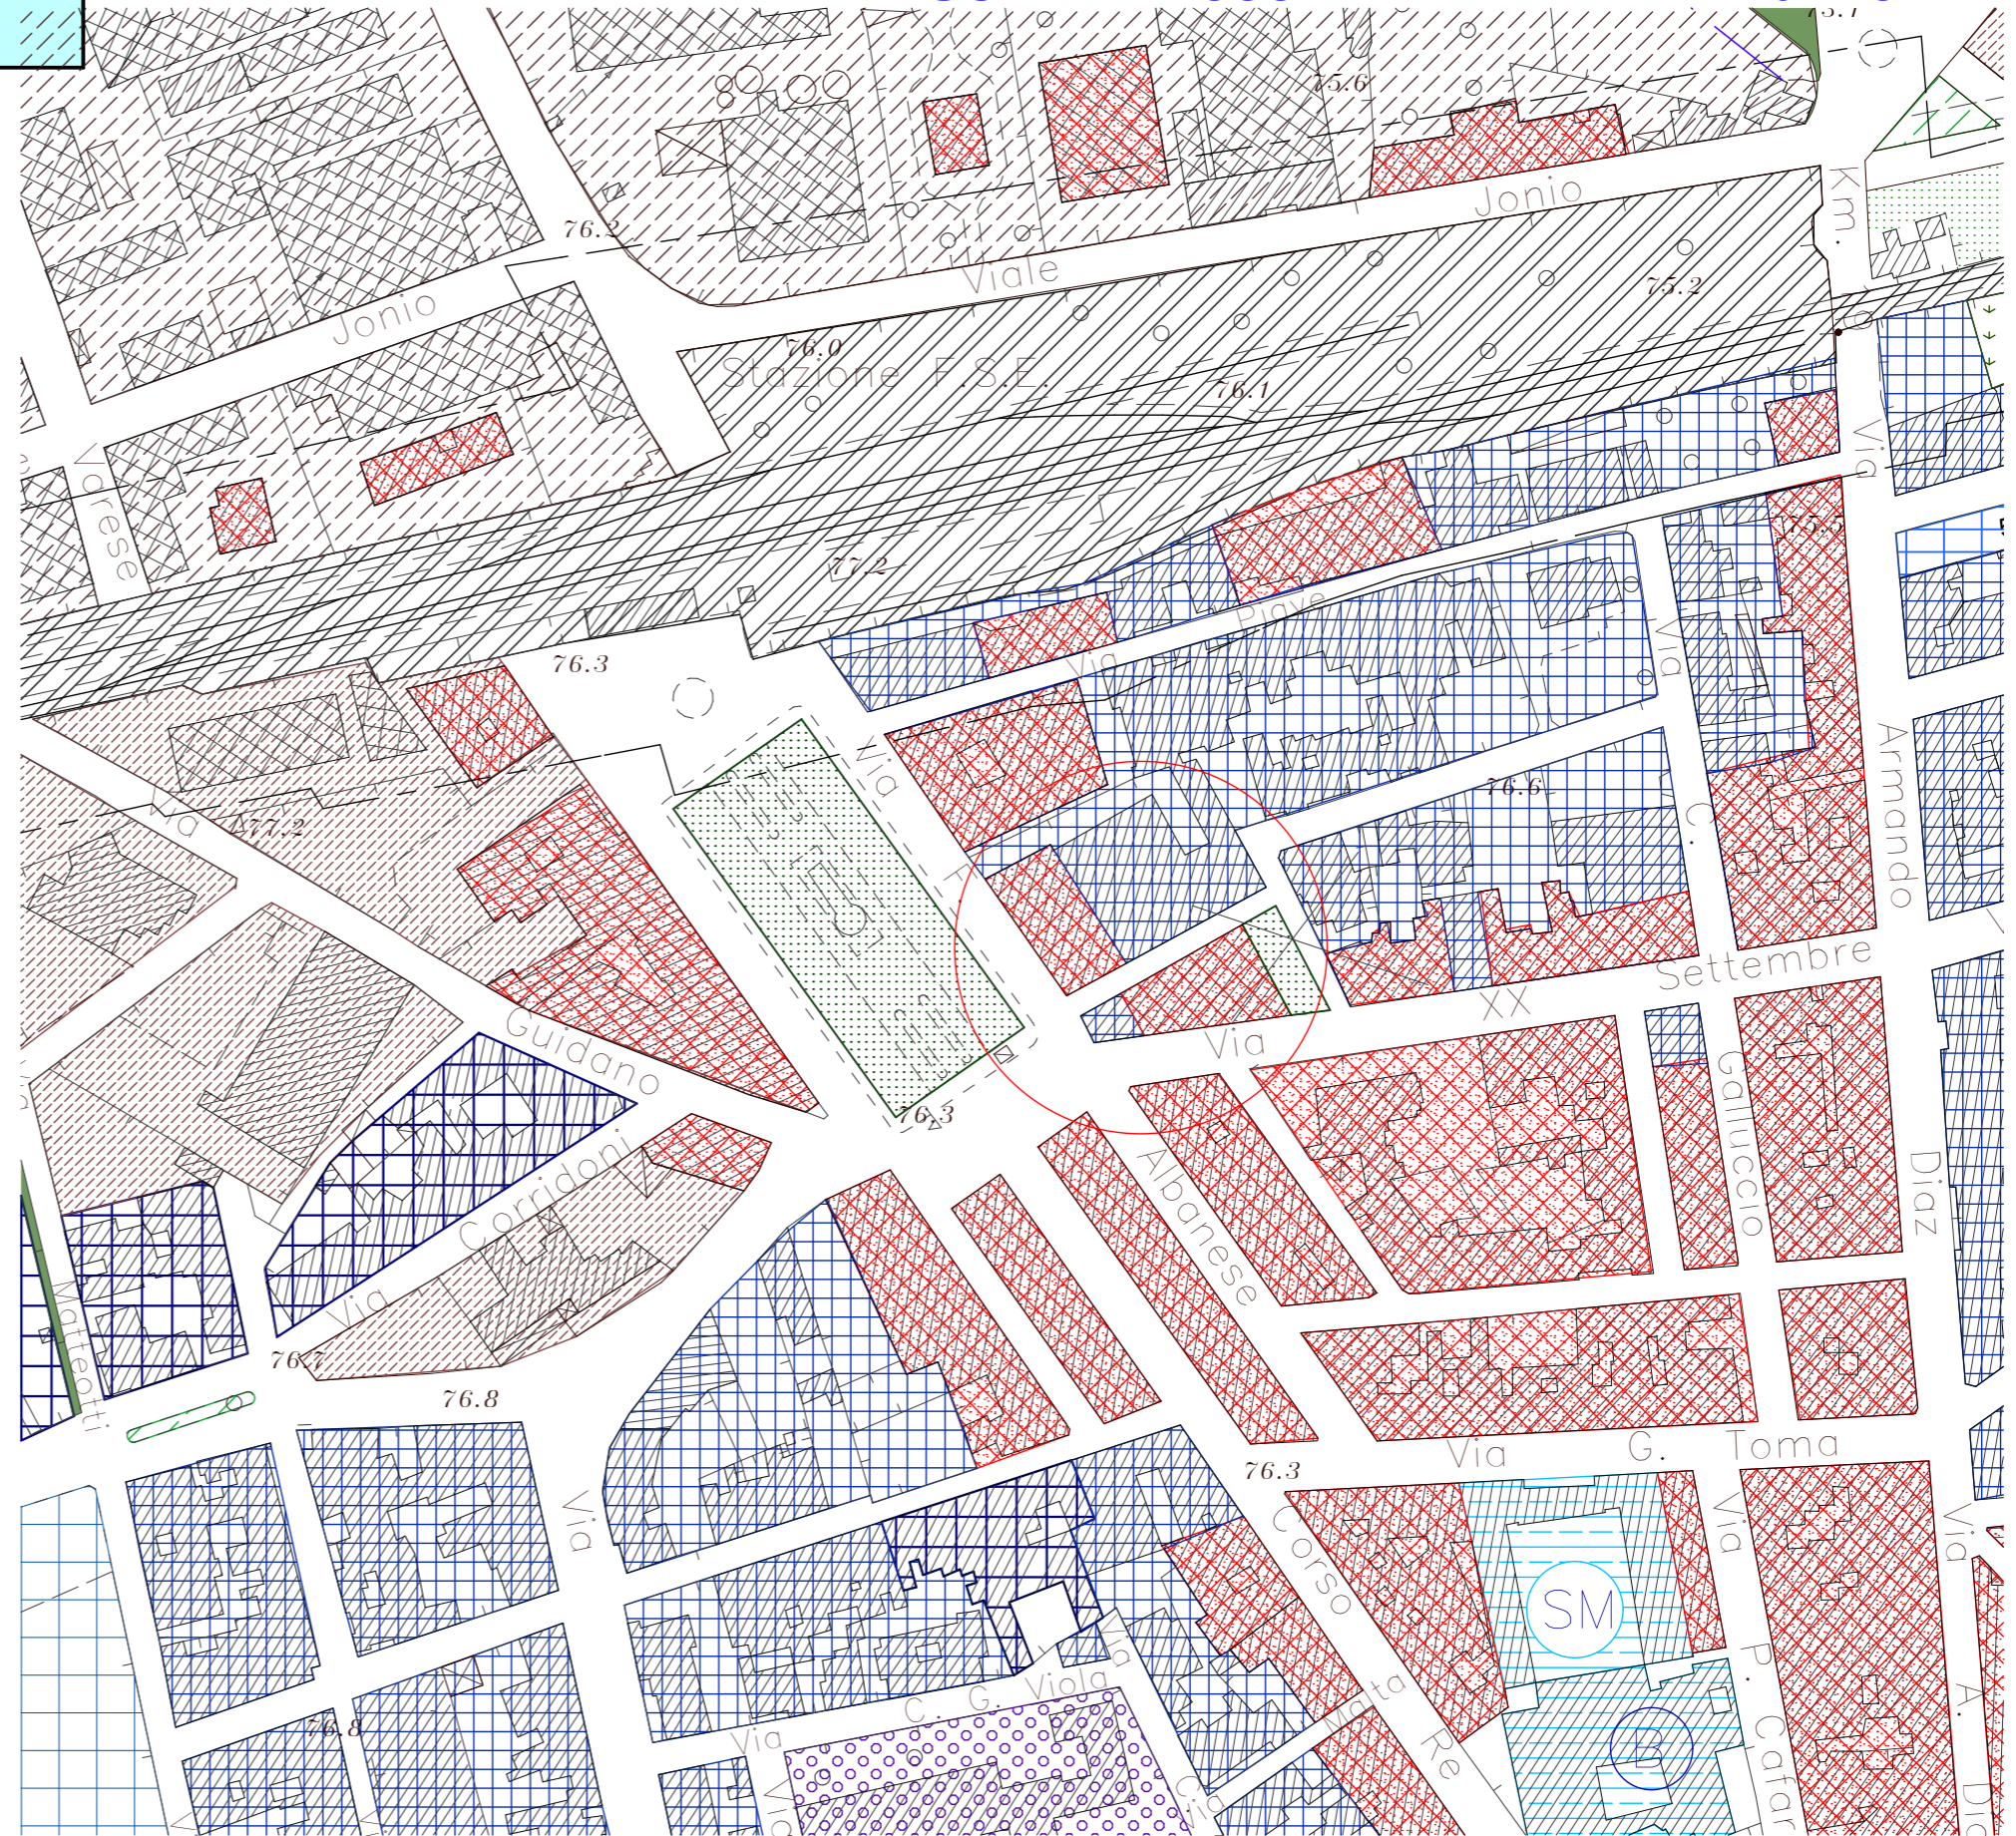 75.1
75.6
Km.
Jonio
76.2
Viale
75.2
Jonio
76.0
Stazione F.S.E.
76.1
Via
Varese
75.5
77.2
Piave
Via
76.3
Via
Via
Armando
76.6
Via
77.2
C.
Settembre
XX
Via
Guidano
Galluccio
76.3
Corridoni
Albanese
Diaz
Via
Matteotti
76.7
76.8
Via
G.
Toma
76.3
Via
Corso
Via
Via
SM
P.
Via
C. G. Viola
Malta
A.
76.8
Via
Re
B